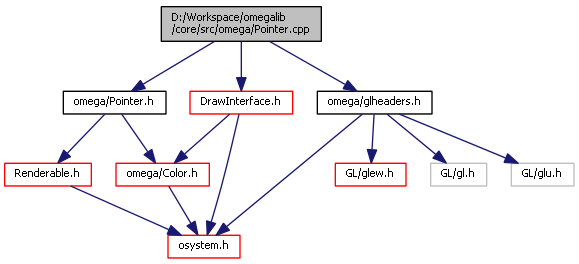 D:/Workspace/omegalib
/core/src/omega/Pointer.cpp
omega/Pointer.h
DrawInterface.h
omega/glheaders.h
Renderable.h
omega/Color.h
GL/glew.h
GL/gl.h
GL/glu.h
osystem.h